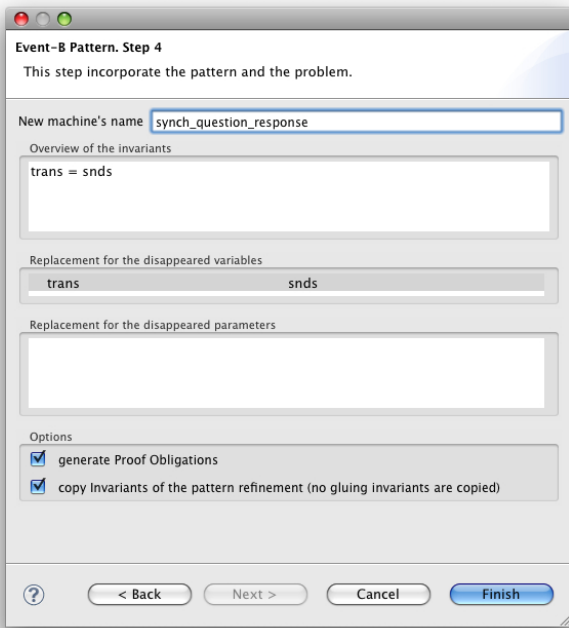 Event-B Pattern. Step 4
This step incorporate the pattern and the problem.
New machine's name synch_question_response
Overview of the invariants
trans = snds
Replacement for the disappeared variables
trans snds
Replacement for the disappeared parameters
Options
generate Proof Obligations
copy Invariants of the pattern refinement (no gluing invariants are copied)
? < Back Next > Cancel Finish